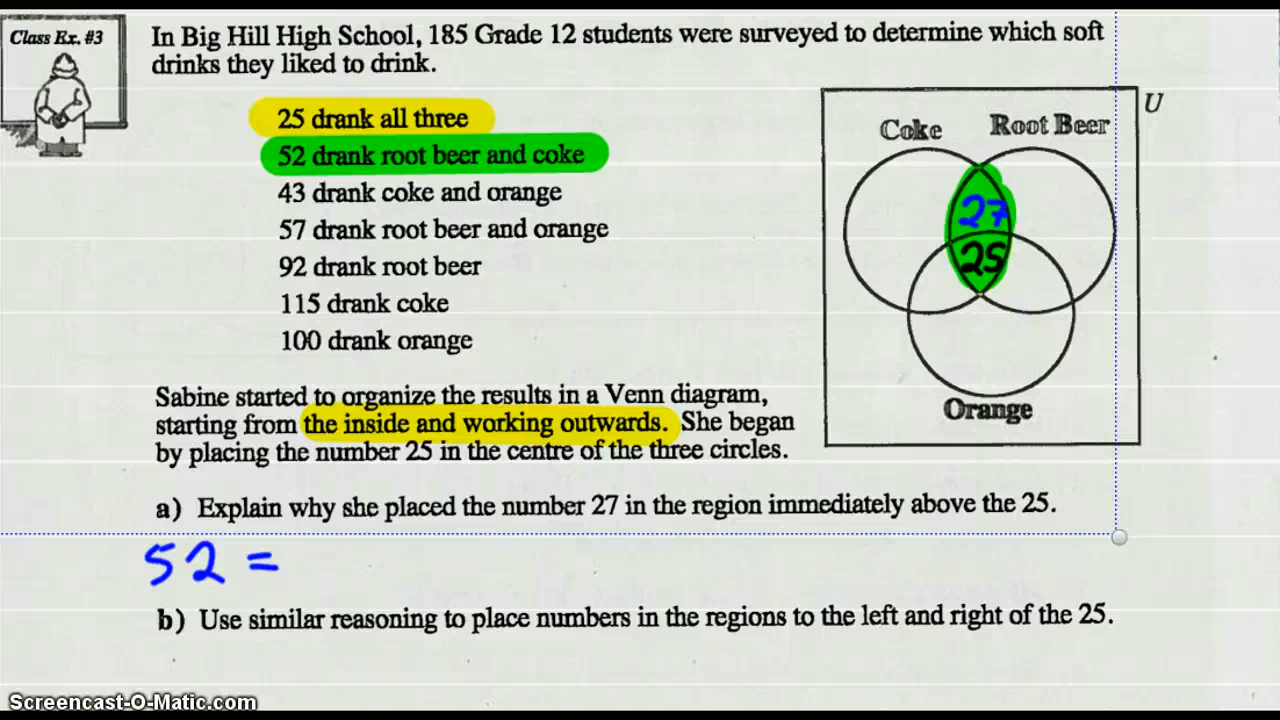 Class Ex. #3
In Big Hill High School, 185 Grade 12 students were surveyed to determine which soft
drinks they liked to drink.
25 drank all three
52 drank root beer and coke
43 drank coke and orange
57 drank root beer and orange
92 drank root beer
115 drank coke
100 drank orange
U
Coke Root Beer
27
25
Orange
Sabine started to organize the results in a Venn diagram,
starting from the inside and working outwards. She began
by placing the number 25 in the centre of the three circles.
a) Explain why she placed the number 27 in the region immediately above the 25.
52 =
b) Use similar reasoning to place numbers in the regions to the left and right of the 25.
Screencast-O-Matic.com